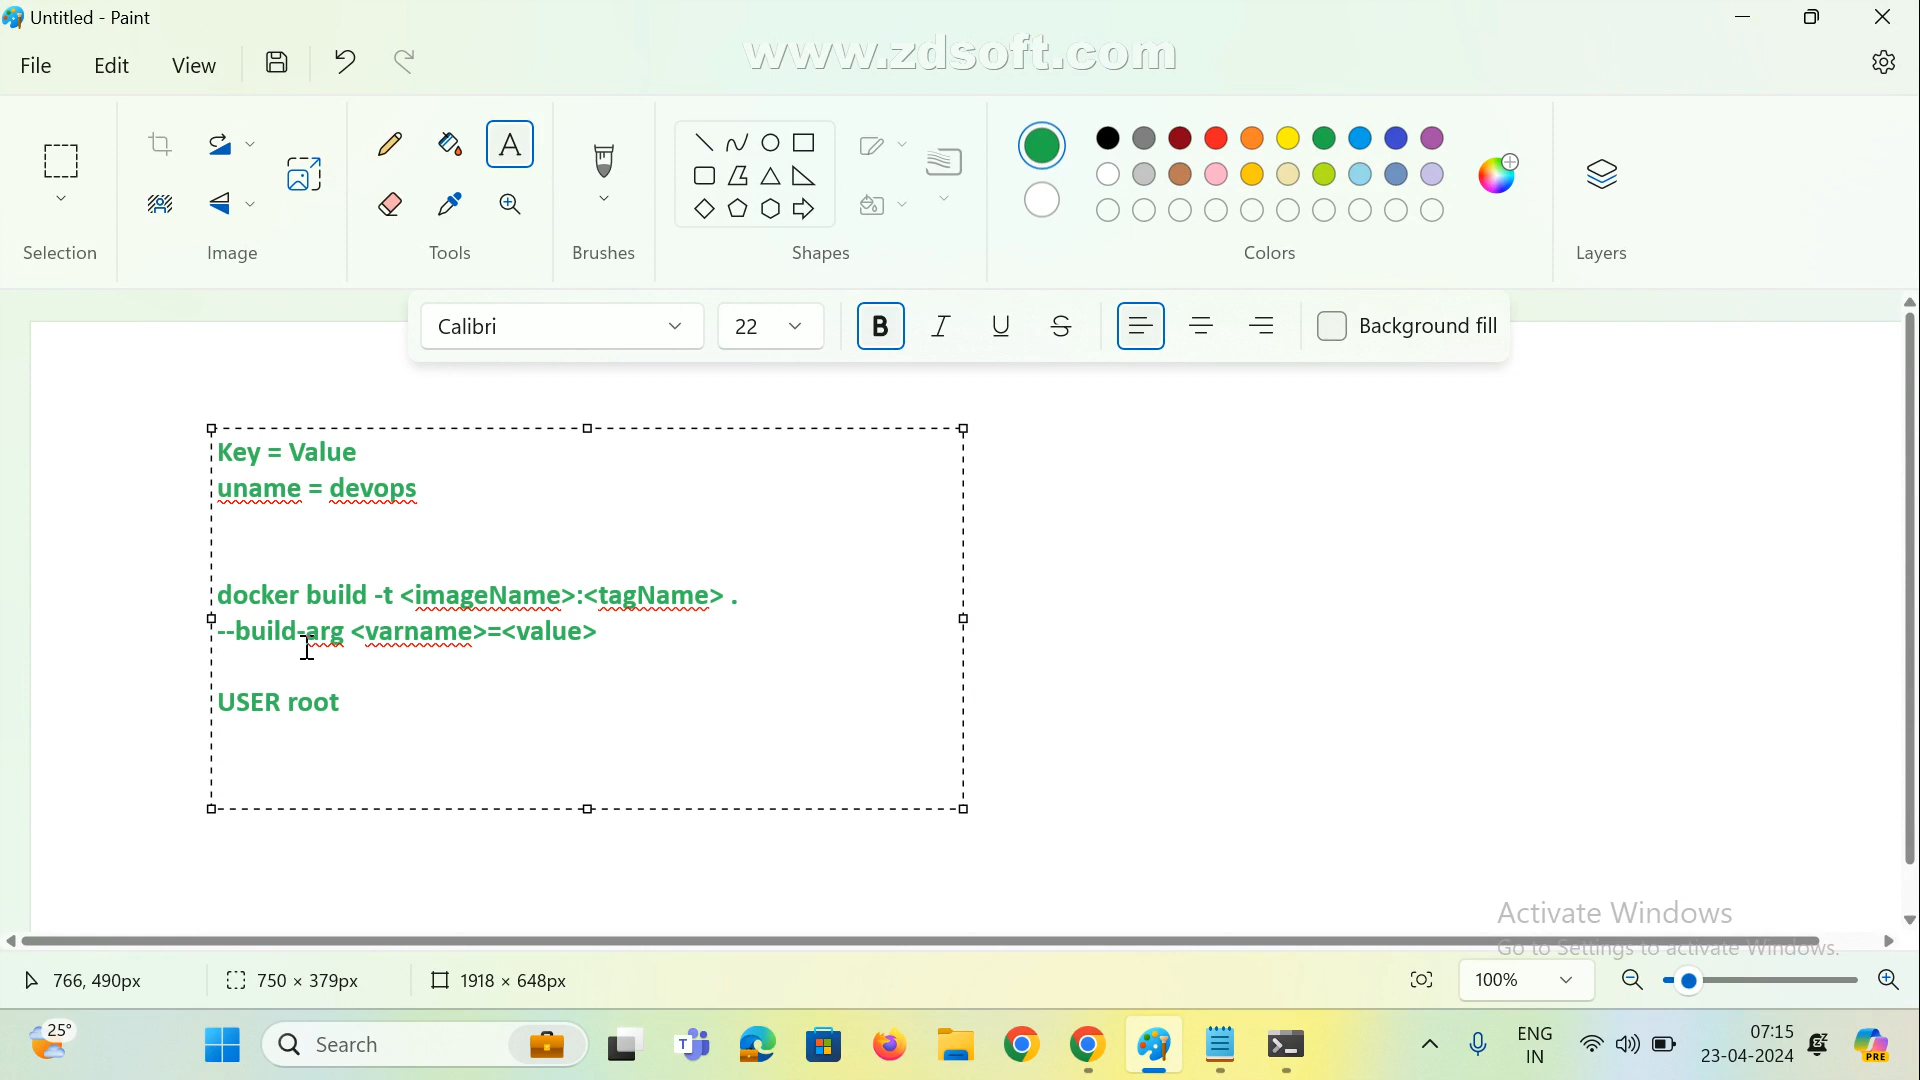 Untitled - Paint
www.zdsoft.com
File Edit View
Selection Image Tools Brushes Shapes Colors Layers
Calibri 22 B Background fill
Key = Value
uname = devops
docker build -t <imageName>:<tagName> .
--build-arg <varname>=<value>
USER root
Activate Windows
Go to Settings to activate Windows.
766, 490px 750 × 379px 1918 × 648px 100%
25° Search ENG IN 07:15 23-04-2024 PRE